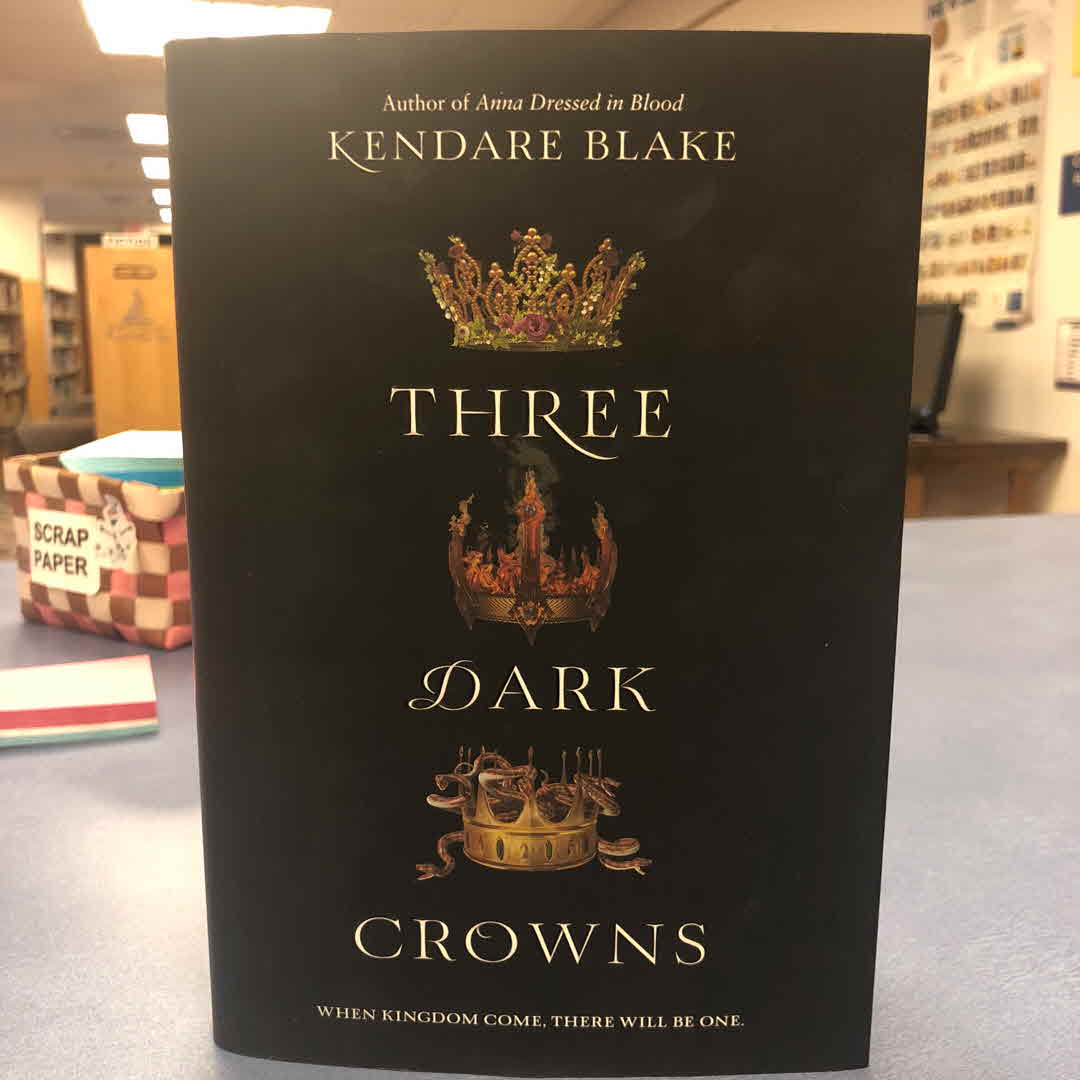 Author of Anna Dressed in Blood
KENDARE BLAKE
THREE
DARK
CROWNS
WHEN KINGDOM COME, THERE WILL BE ONE.
SCRAP
PAPER